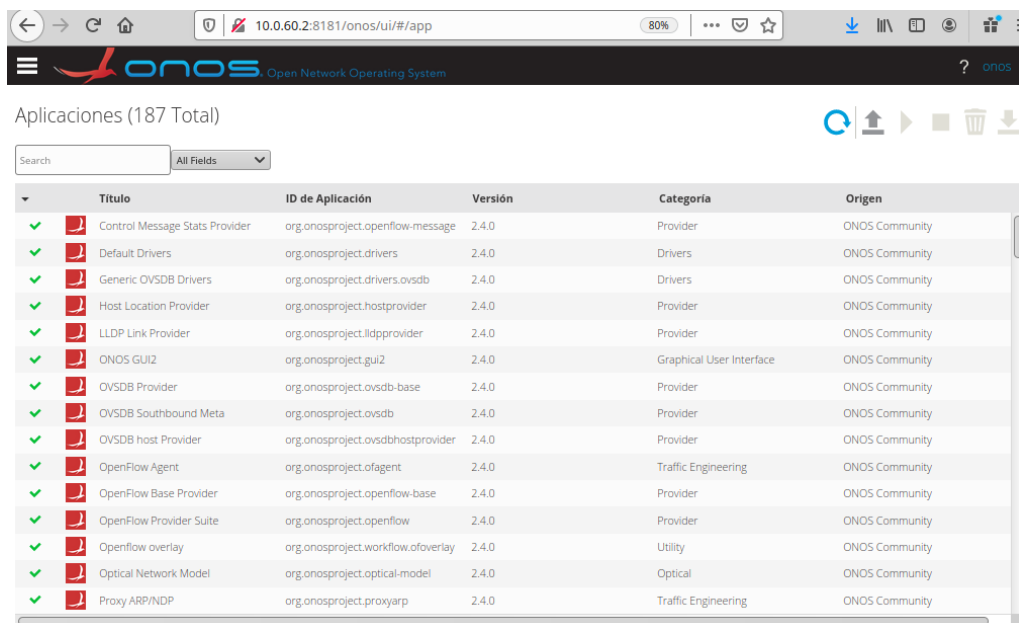 10.0.60.2:8181/onos/ui/#/app 80%
onos. Open Network Operating System ? onos
Aplicaciones (187 Total)
Search All Fields
Título ID de Aplicación Versión Categoría Origen
Control Message Stats Provider org.onosproject.openflow-message 2.4.0 Provider ONOS Community
Default Drivers org.onosproject.drivers 2.4.0 Drivers ONOS Community
Generic OVSDB Drivers org.onosproject.drivers.ovsdb 2.4.0 Drivers ONOS Community
Host Location Provider org.onosproject.hostprovider 2.4.0 Provider ONOS Community
LLDP Link Provider org.onosproject.lldpprovider 2.4.0 Provider ONOS Community
ONOS GUI2 org.onosproject.gui2 2.4.0 Graphical User Interface ONOS Community
OVSDB Provider org.onosproject.ovsdb-base 2.4.0 Provider ONOS Community
OVSDB Southbound Meta org.onosproject.ovsdb 2.4.0 Provider ONOS Community
OVSDB host Provider org.onosproject.ovsdbhostprovider 2.4.0 Provider ONOS Community
OpenFlow Agent org.onosproject.ofagent 2.4.0 Traffic Engineering ONOS Community
OpenFlow Base Provider org.onosproject.openflow-base 2.4.0 Provider ONOS Community
OpenFlow Provider Suite org.onosproject.openflow 2.4.0 Provider ONOS Community
Openflow overlay org.onosproject.workflow.ofoverlay 2.4.0 Utility ONOS Community
Optical Network Model org.onosproject.optical-model 2.4.0 Optical ONOS Community
Proxy ARP/NDP org.onosproject.proxyarp 2.4.0 Traffic Engineering ONOS Community